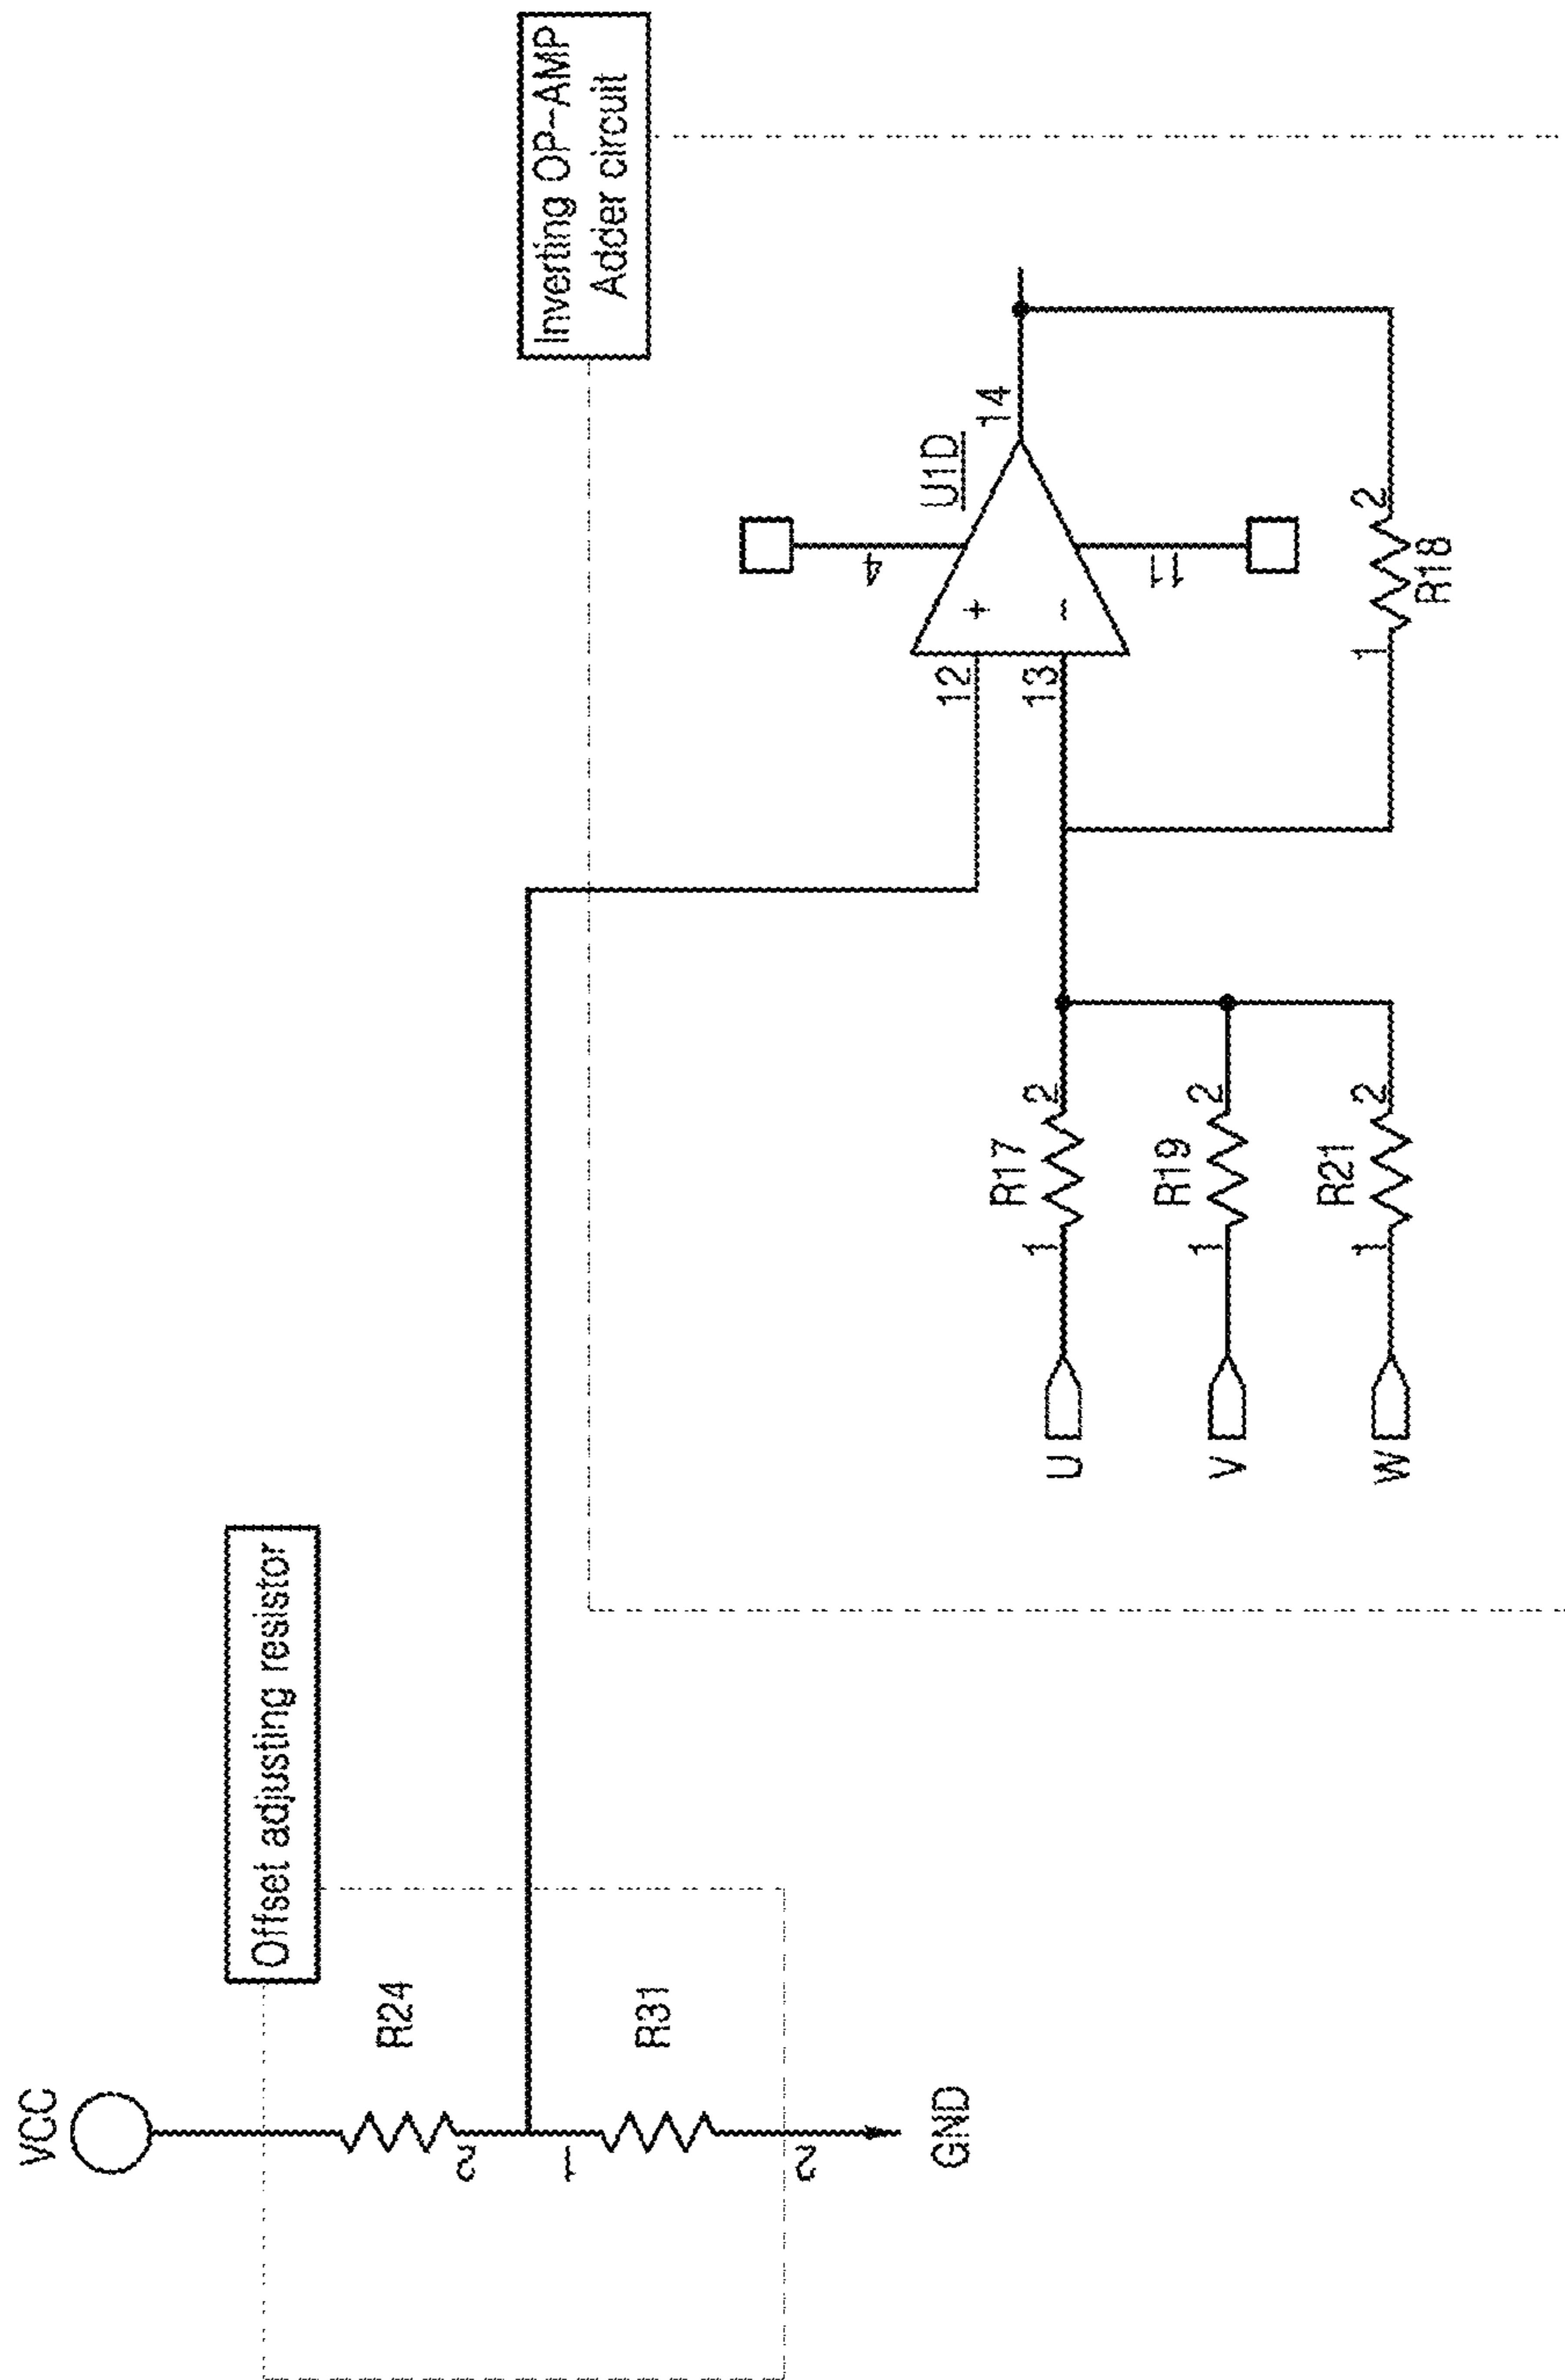 VCC
Offset adjusting resistor
R24
2
1
R31
2
GND
Inverting OP-AMP
Adder circuit
U1D
4
12
13
14
11
1
R18
2
U
1
R17
2
V
1
R19
2
W
1
R21
2
+
-